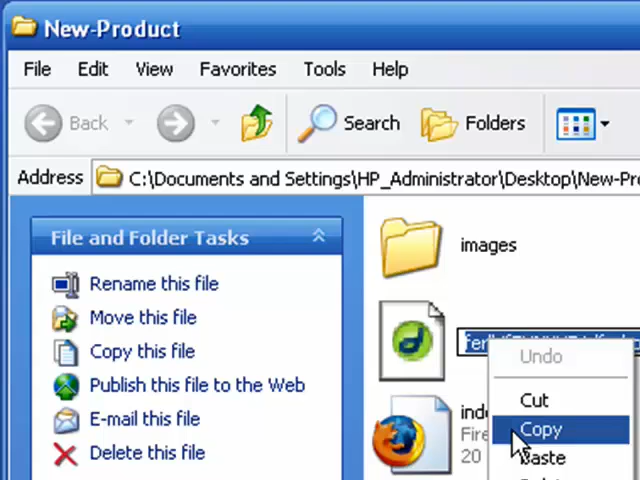 New-Product
File Edit View Favorites Tools Help
Back Search Folders
Address C:\Documents and Settings\HP_Administrator\Desktop\New-Pro
File and Folder Tasks
Rename this file
Move this file
Copy this file
Publish this file to the Web
E-mail this file
Delete this file
images
Undo
Cut
Copy
Paste
20